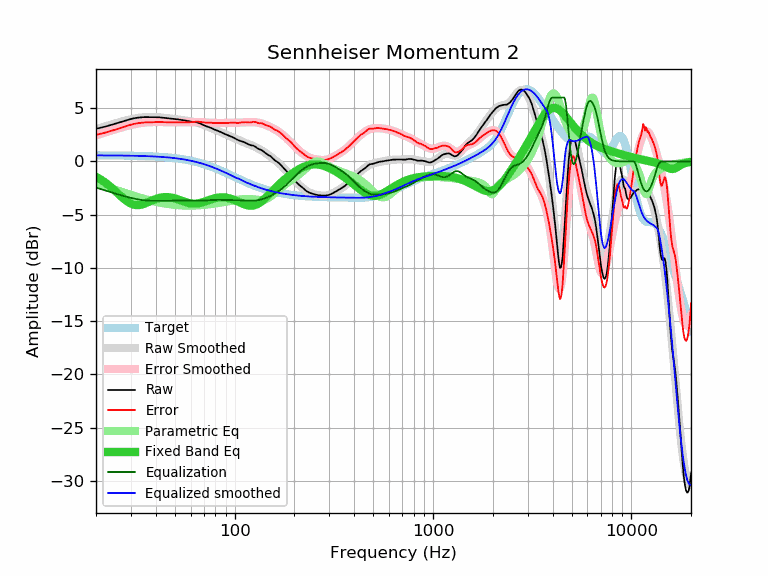 Sennheiser Momentum 2
Amplitude (dBr)
5
0
−5
−10
−15
−20
−25
−30
Target
Raw Smoothed
Error Smoothed
Raw
Error
Parametric Eq
Fixed Band Eq
Equalization
Equalized smoothed
100 1000 10000
Frequency (Hz)